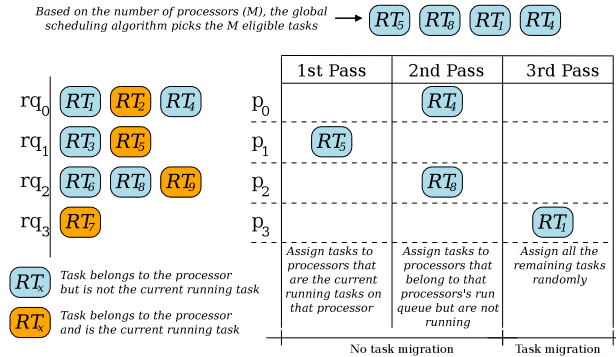 Based on the number of processors (M), the global
scheduling algorithm picks the M eligible tasks
RT5 RT8 RT1 RT4
1st Pass 2nd Pass 3rd Pass
rq0 RT1 RT2 RT4
p0 RT4
rq1 RT3 RT5
p1 RT5
rq2 RT6 RT8 RT9
p2 RT8
rq3 RT7
p3 RT1
Assign tasks to
processors that
are the current
running tasks on
that processor
Assign tasks to
processors that
belong to that
processors's run
queue but are not
running
Assign all the
remaining tasks
randomly
RTx
Task belongs to the processor
but is not the current running task
RTx
Task belongs to the processor
and is the current running task
No task migration
Task migration